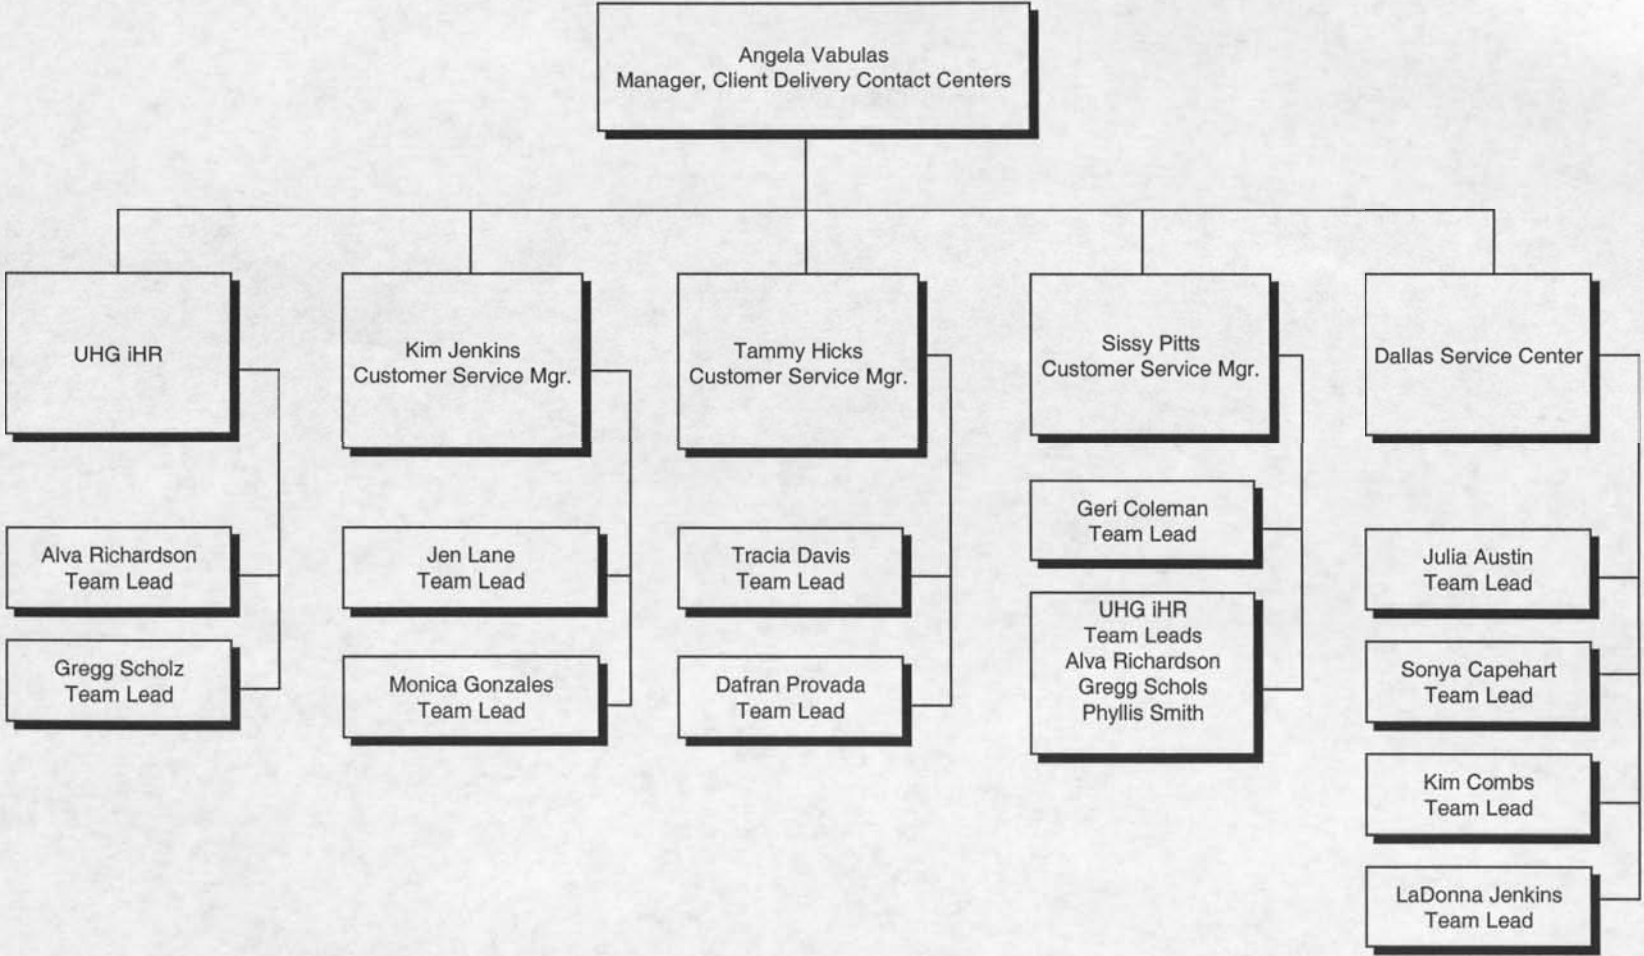 Angela Vabulas
Manager, Client Delivery Contact Centers
UHG iHR
Alva Richardson
Team Lead
Gregg Scholz
Team Lead
Kim Jenkins
Customer Service Mgr.
Jen Lane
Team Lead
Monica Gonzales
Team Lead
Tammy Hicks
Customer Service Mgr.
Tracia Davis
Team Lead
Dafran Provada
Team Lead
Sissy Pitts
Customer Service Mgr.
Geri Coleman
Team Lead
UHG iHR
Team Leads
Alva Richardson
Gregg Schols
Phyllis Smith
Dallas Service Center
Julia Austin
Team Lead
Sonya Capehart
Team Lead
Kim Combs
Team Lead
LaDonna Jenkins
Team Lead